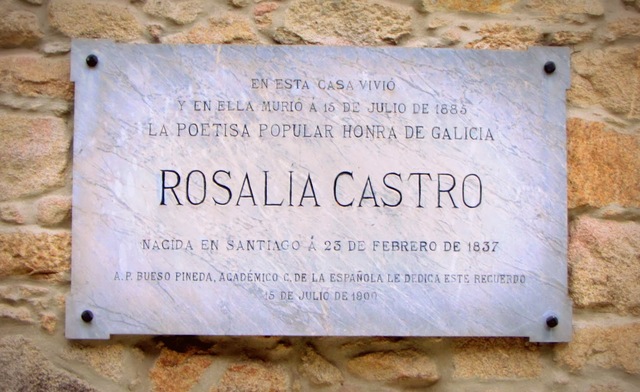 EN ESTA CASA VIVIÓ
Y EN ELLA MURIÓ Á 15 DE JULIO DE 1885
LA POETISA POPULAR HONRA DE GALICIA
ROSALÍA CASTRO
NACIDA EN SANTIAGO Á 23 DE FEBRERO DE 1837
A. P. BUESO PINEDA, ACADÉMICO C. DE LA ESPAÑOLA LE DEDICA ESTE RECUERDO
15 DE JULIO DE 1900